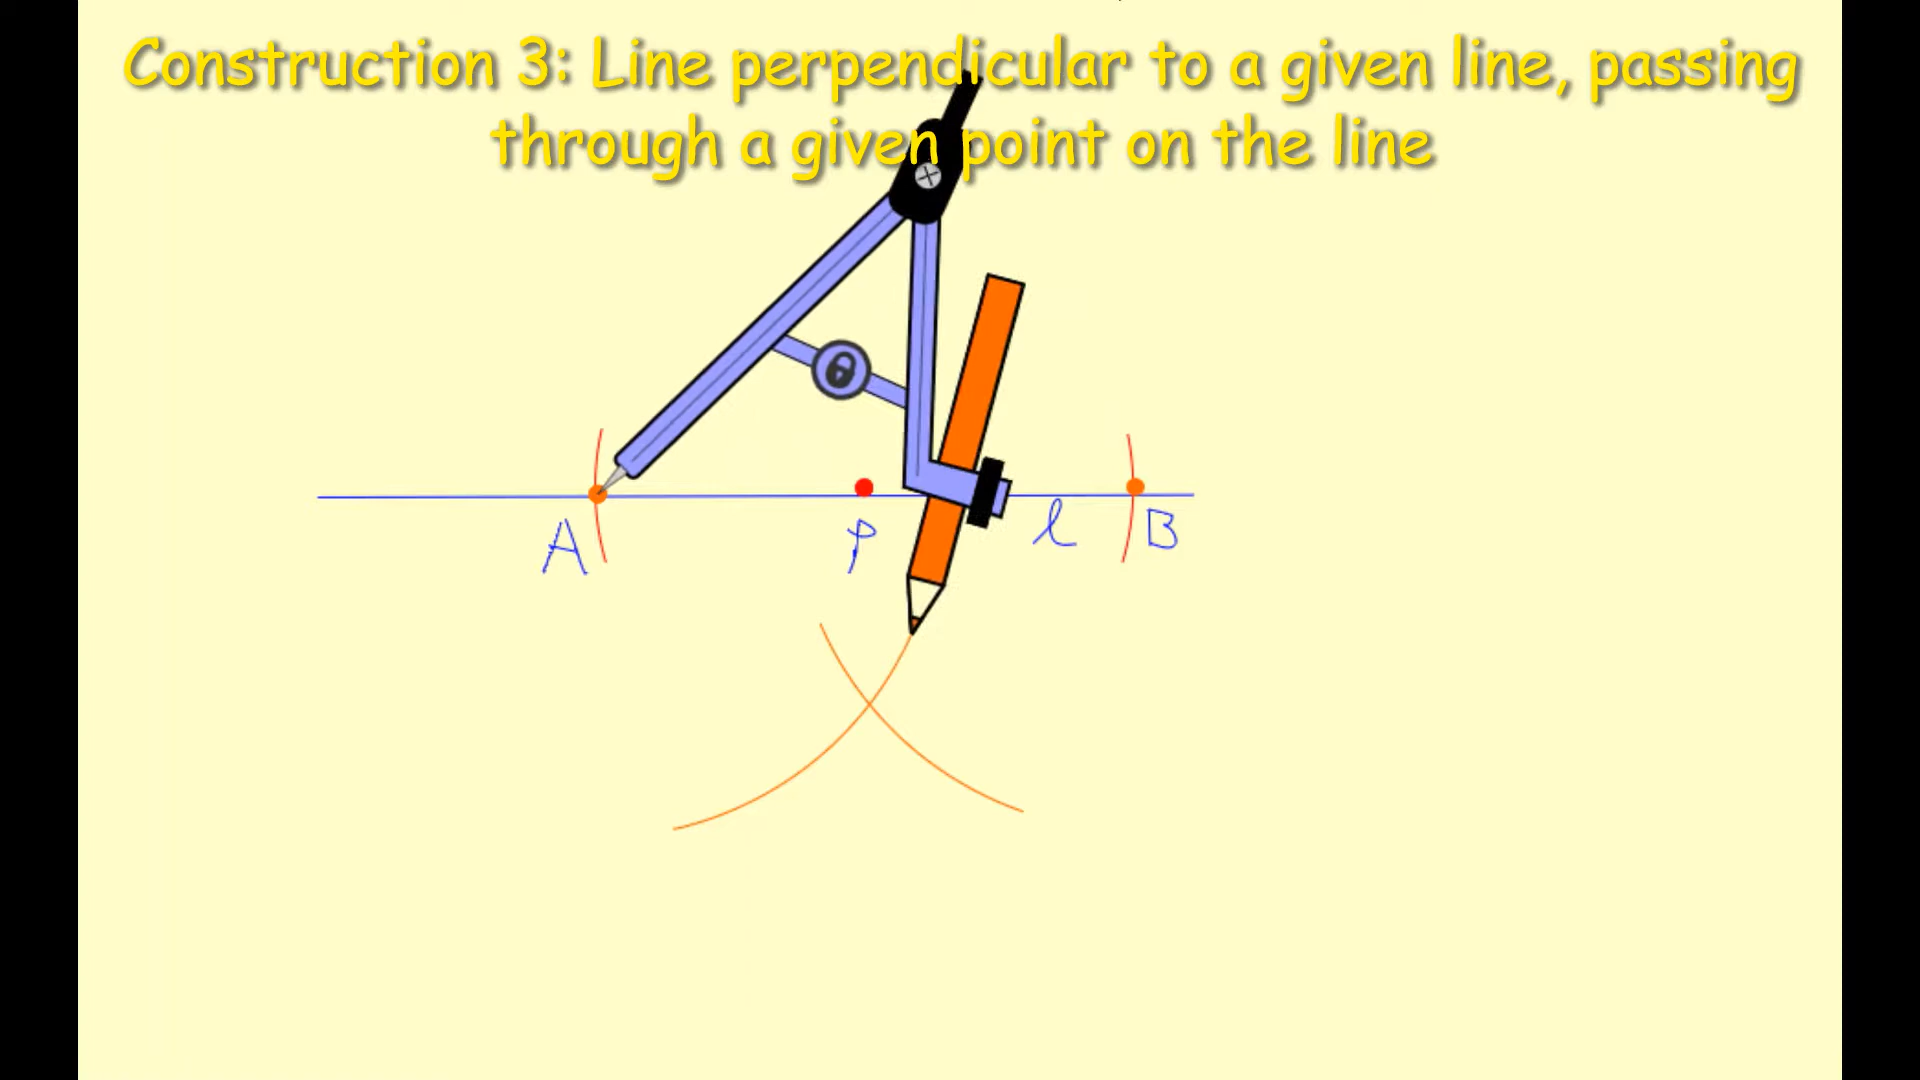 Construction 3: Line perpendicular to a given line, passing
through a given point on the line
A P l B